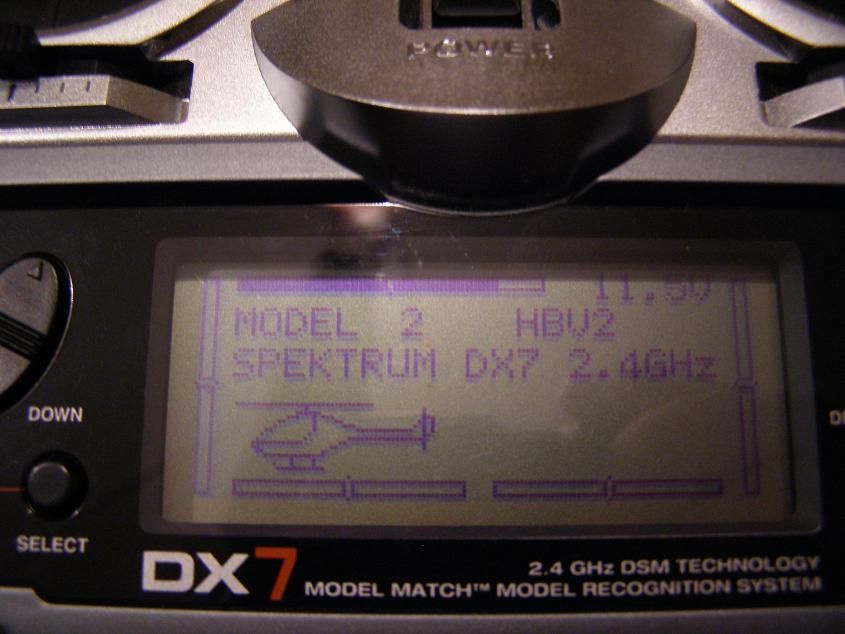 POWER
11.5V
MODEL 2 HBV2
SPEKTRUM DX7 2.4GHz
DOWN
SELECT
DX7
2.4 GHz DSM TECHNOLOGY
MODEL MATCH™ MODEL RECOGNITION SYSTEM